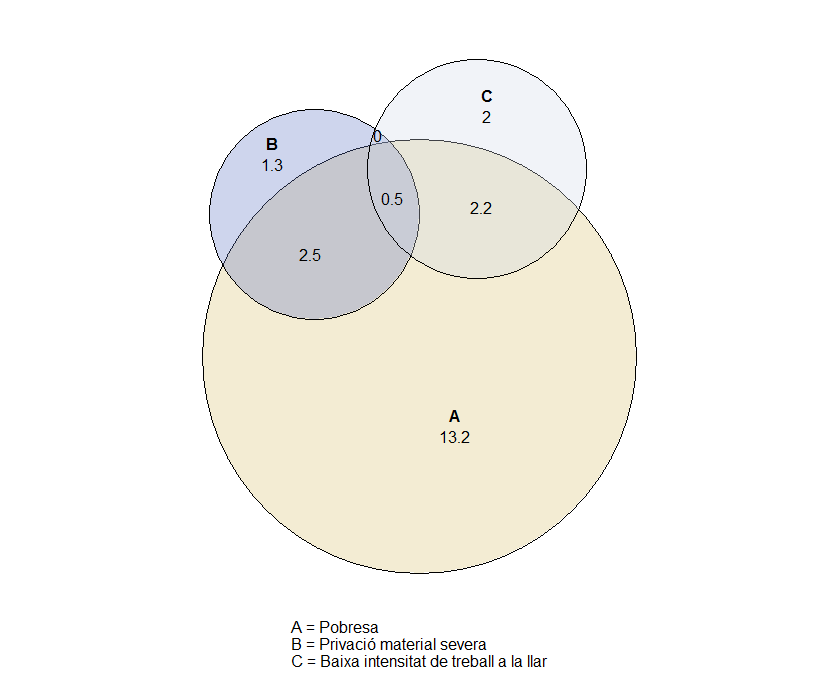 C
2
0
B
1.3
0.5
2.2
2.5
A
13.2
A = Pobresa
B = Privació material severa
C = Baixa intensitat de treball a la llar